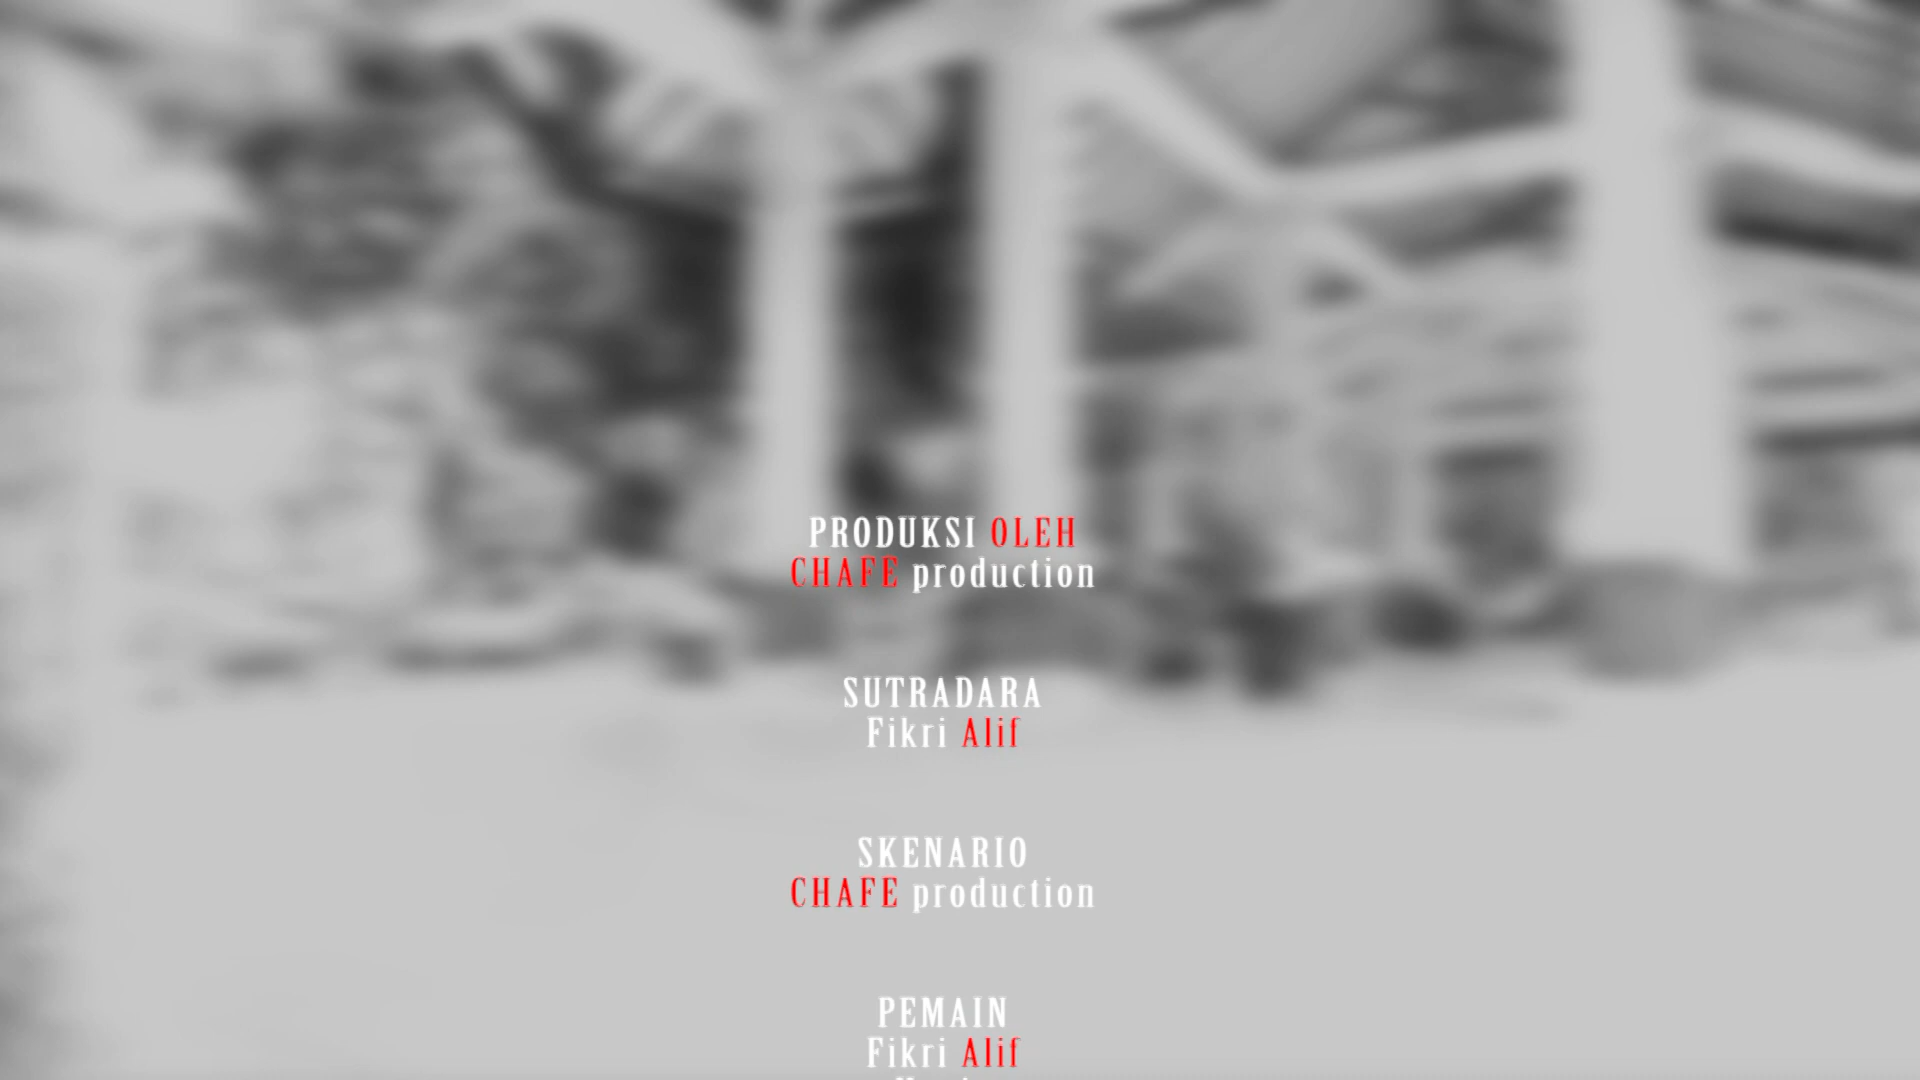 PRODUKSI OLEH
CHAFE production
SUTRADARA
Fikri Alif
SKENARIO
CHAFE production
PEMAIN
Fikri Alif